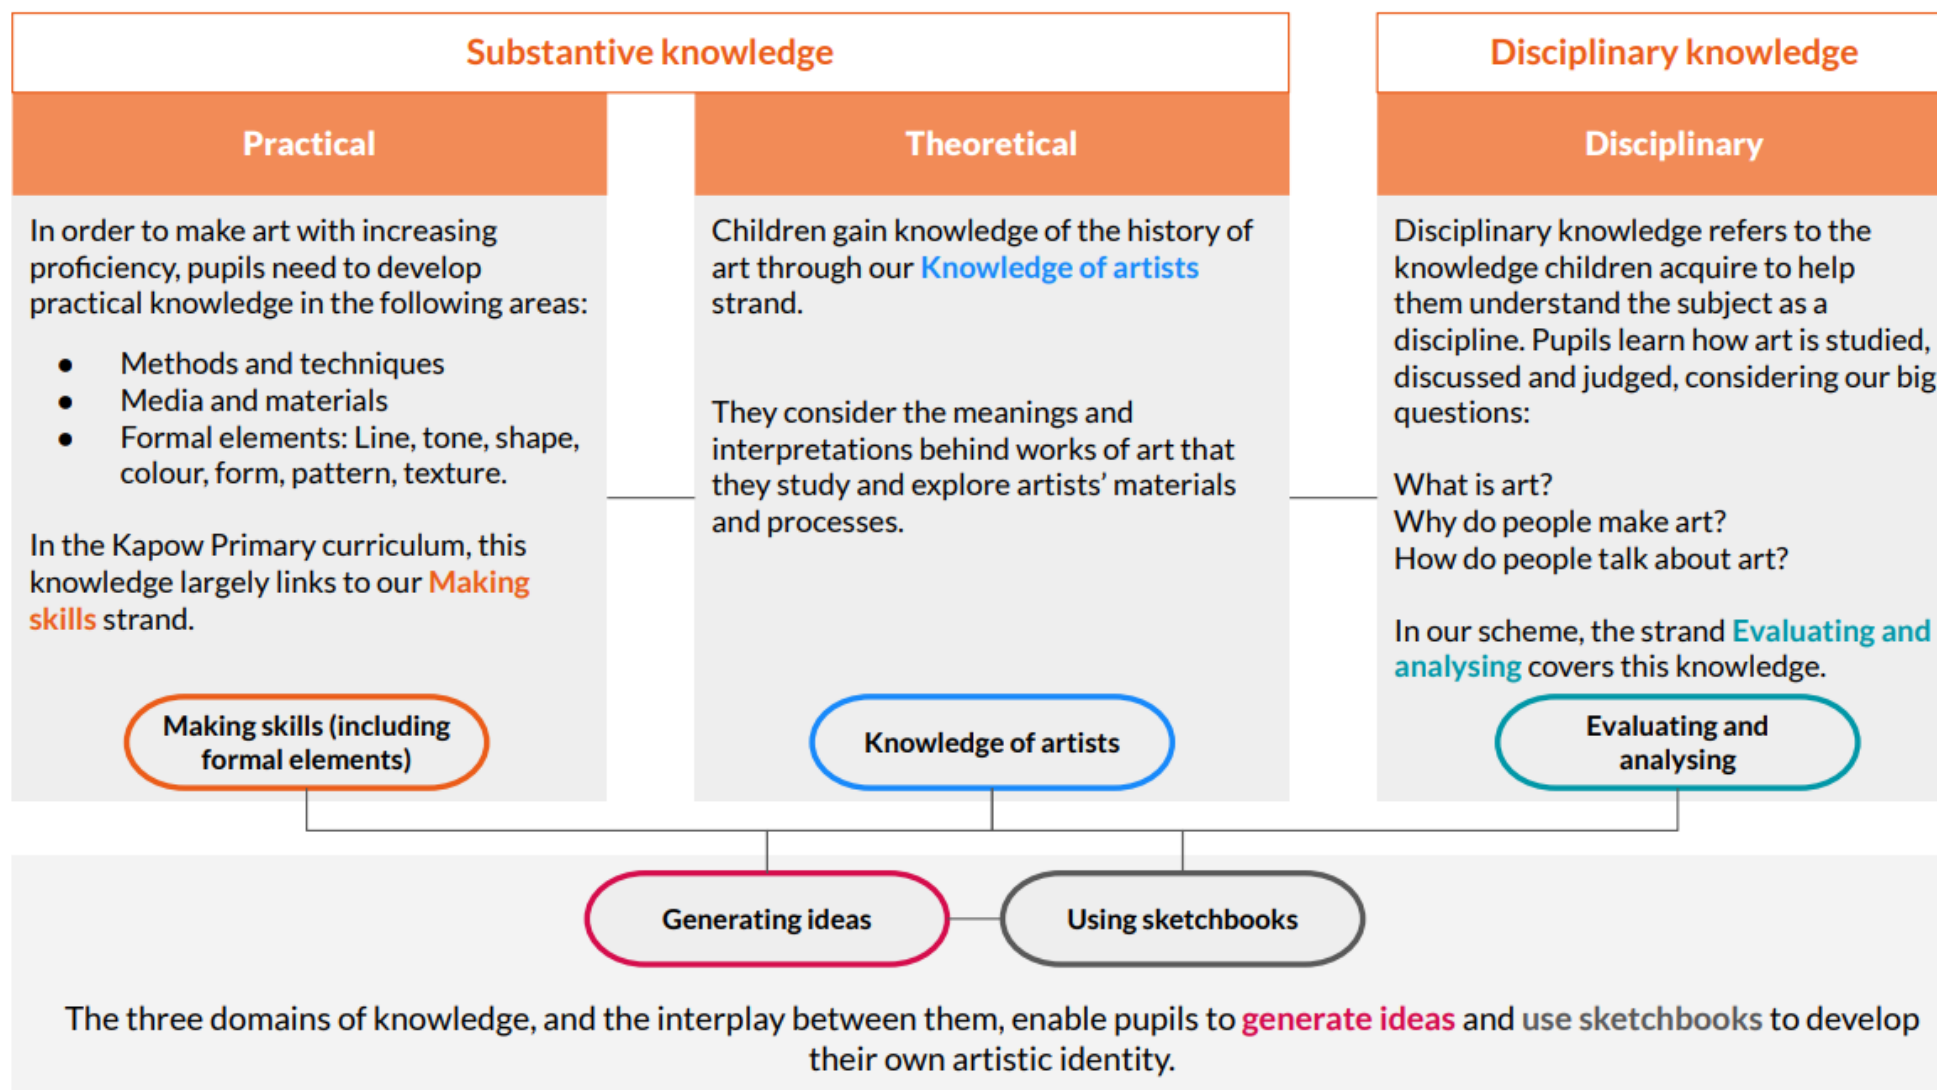 Substantive knowledge
Disciplinary knowledge
Practical
In order to make art with increasing
proficiency, pupils need to develop
practical knowledge in the following areas:
● Methods and techniques
● Media and materials
● Formal elements: Line, tone, shape,
colour, form, pattern, texture.
In the Kapow Primary curriculum, this
knowledge largely links to our Making
skills strand.
Making skills (including
formal elements)
Theoretical
Children gain knowledge of the history of
art through our Knowledge of artists
strand.
They consider the meanings and
interpretations behind works of art that
they study and explore artists’ materials
and processes.
Knowledge of artists
Disciplinary
Disciplinary knowledge refers to the
knowledge children acquire to help
them understand the subject as a
discipline. Pupils learn how art is studied,
discussed and judged, considering our big
questions:
What is art?
Why do people make art?
How do people talk about art?
In our scheme, the strand Evaluating and
analysing covers this knowledge.
Evaluating and
analysing
Generating ideas
Using sketchbooks
The three domains of knowledge, and the interplay between them, enable pupils to generate ideas and use sketchbooks to develop
their own artistic identity.